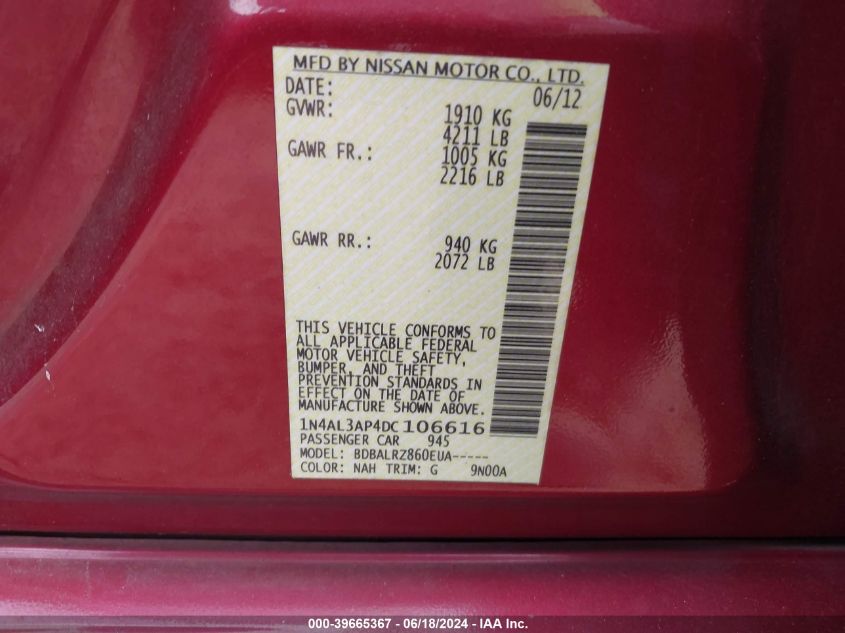 MFD BY NISSAN MOTOR CO., LTD.
DATE: 06/12
GVWR: 1910 KG
4211 LB
GAWR FR.: 1005 KG
2216 LB
GAWR RR.: 940 KG
2072 LB
THIS VEHICLE CONFORMS TO
ALL APPLICABLE FEDERAL
MOTOR VEHICLE SAFETY,
BUMPER, AND THEFT
PREVENTION STANDARDS IN
EFFECT ON THE DATE OF
MANUFACTURE SHOWN ABOVE.
1N4AL3AP4DC106616
PASSENGER CAR 945
MODEL: BDBALRZ860EUA-----
COLOR: NAH TRIM: G 9N00A
000-39665367 - 06/18/2024 - IAA Inc.